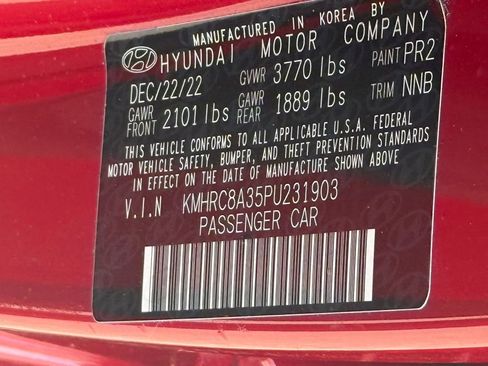 MANUFACTURED IN KOREA BY
HYUNDAI MOTOR COMPANY
DEC/22/22 GVWR 3770 lbs PAINT PR2
GAWR FRONT 2101 lbs GAWR REAR 1889 lbs TRIM NNB
THIS VEHICLE CONFORMS TO ALL APPLICABLE U.S.A. FEDERAL
MOTOR VEHICLE SAFETY, BUMPER, AND THEFT PREVENTION STANDARDS
IN EFFECT ON THE DATE OF MANUFACTURE SHOWN ABOVE
V.I.N KMHRC8A35PU231903
PASSENGER CAR